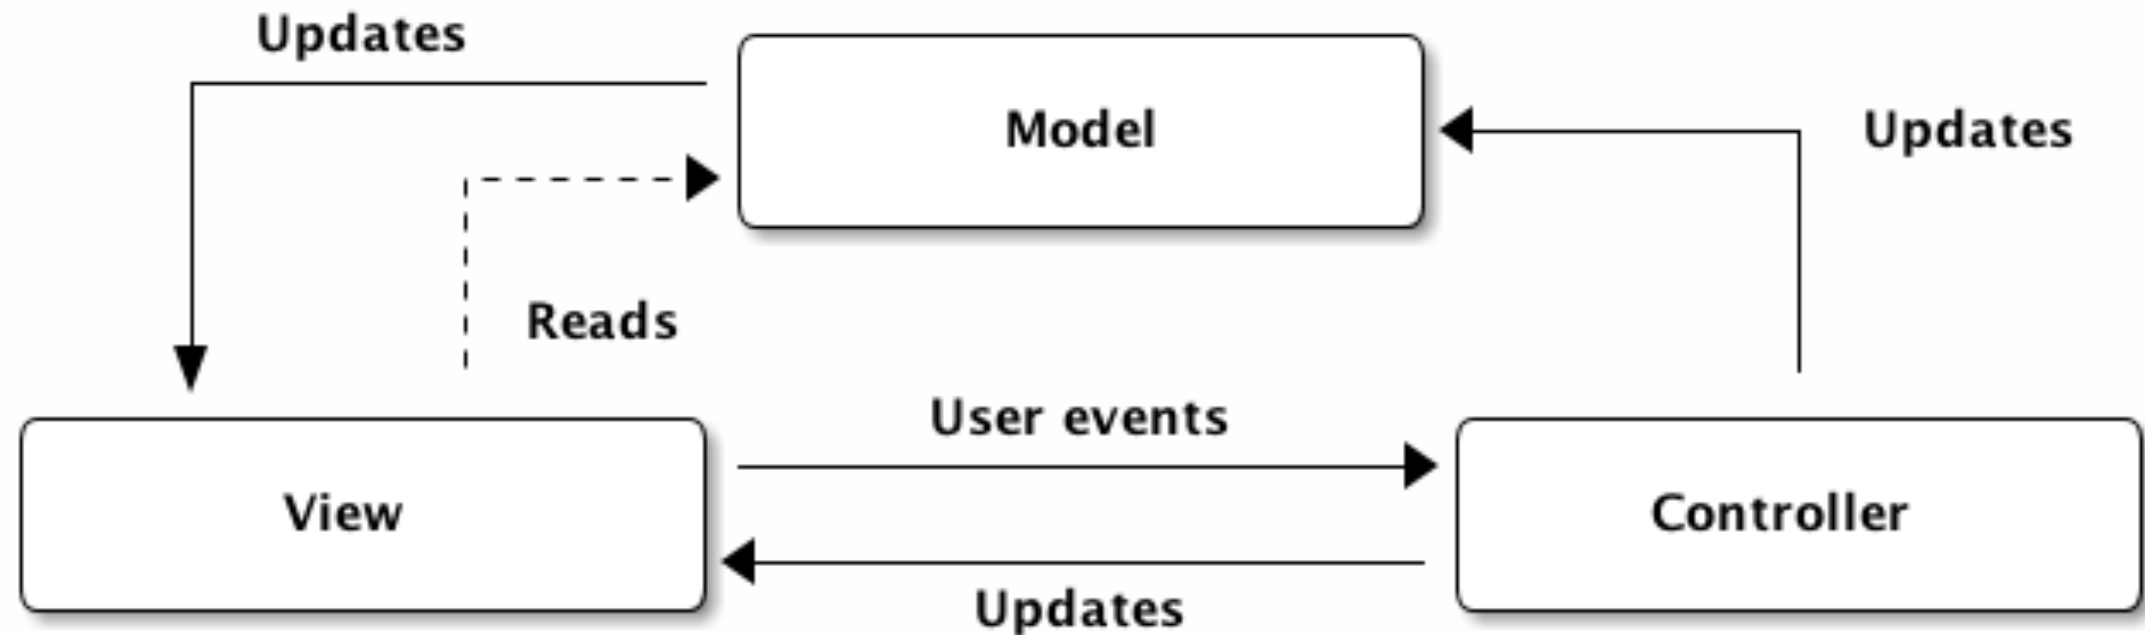 Updates
Model
Updates
Reads
User events
View
Controller
Updates